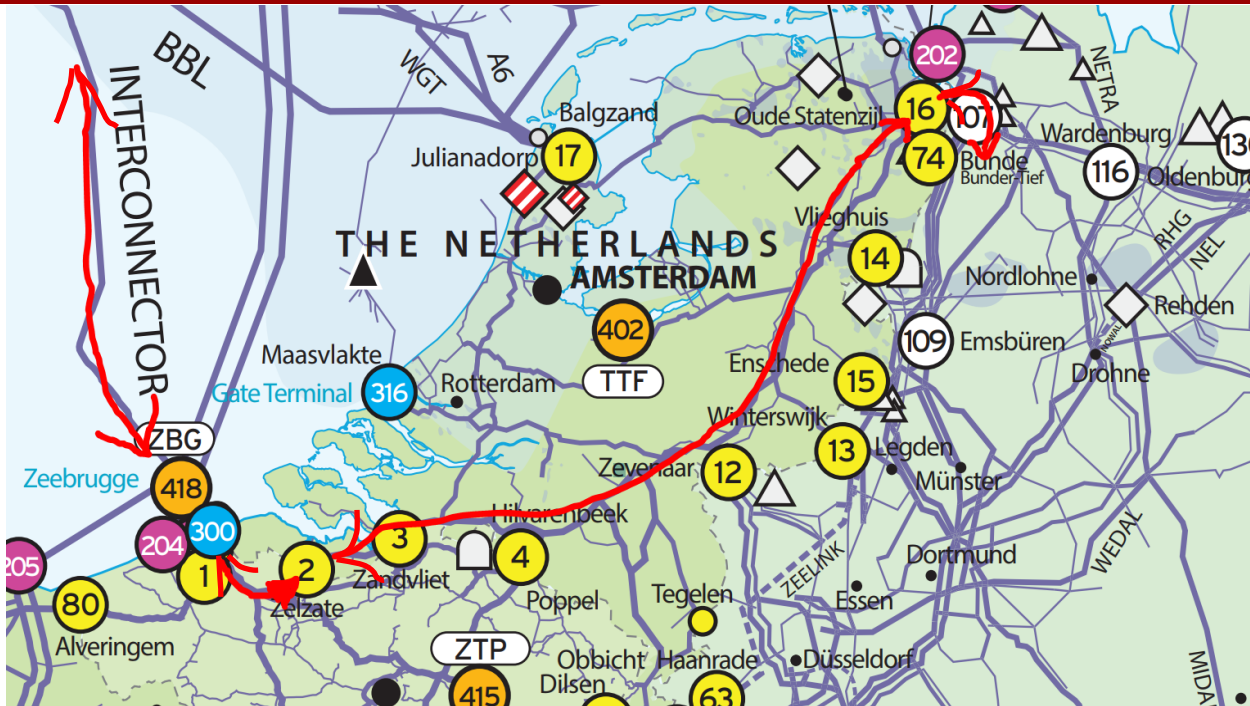 BBL
INTERCONNECTOR
WGT
A6
Balgzand
Julianadorp
17
Oude Statenzijl
202
16
107
74
Bunde
Bunder-Tief
NETRA
Wardenburg
116
Oldenburg
RHG
NEL
THE NETHERLANDS
AMSTERDAM
402
TTF
Vlieghuis
14
Nordlohne
Rehden
NOWAL
Drohne
109
Emsbüren
Enschede
15
Winterswijk
13
Legden
Münster
Maasvlakte
Gate Terminal
316
Rotterdam
Zevenaar
12
ZBG
Zeebrugge
418
300
204
205
1
2
Zelzate
3
Zandvliet
Hilvarenbeek
4
Poppel
80
Alveringem
ZTP
415
Tegelen
ZEELINK
Essen
Dortmund
WEDAL
Düsseldorf
Obbicht
Dilsen
Haanrade
63